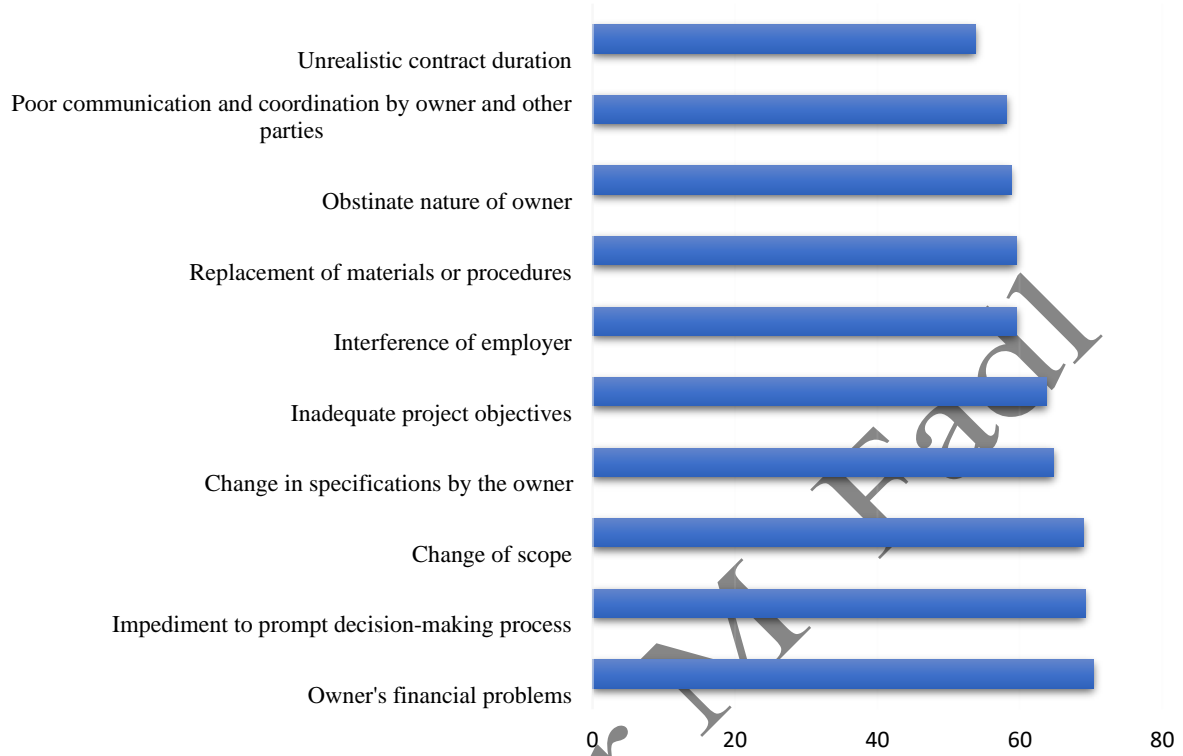 Unrealistic contract duration
Poor communication and coordination by owner and other
parties
Obstinate nature of owner
Replacement of materials or procedures
Interference of employer
Inadequate project objectives
Change in specifications by the owner
Change of scope
Impediment to prompt decision-making process
Owner's financial problems
0 20 40 60 80
r M Fadl